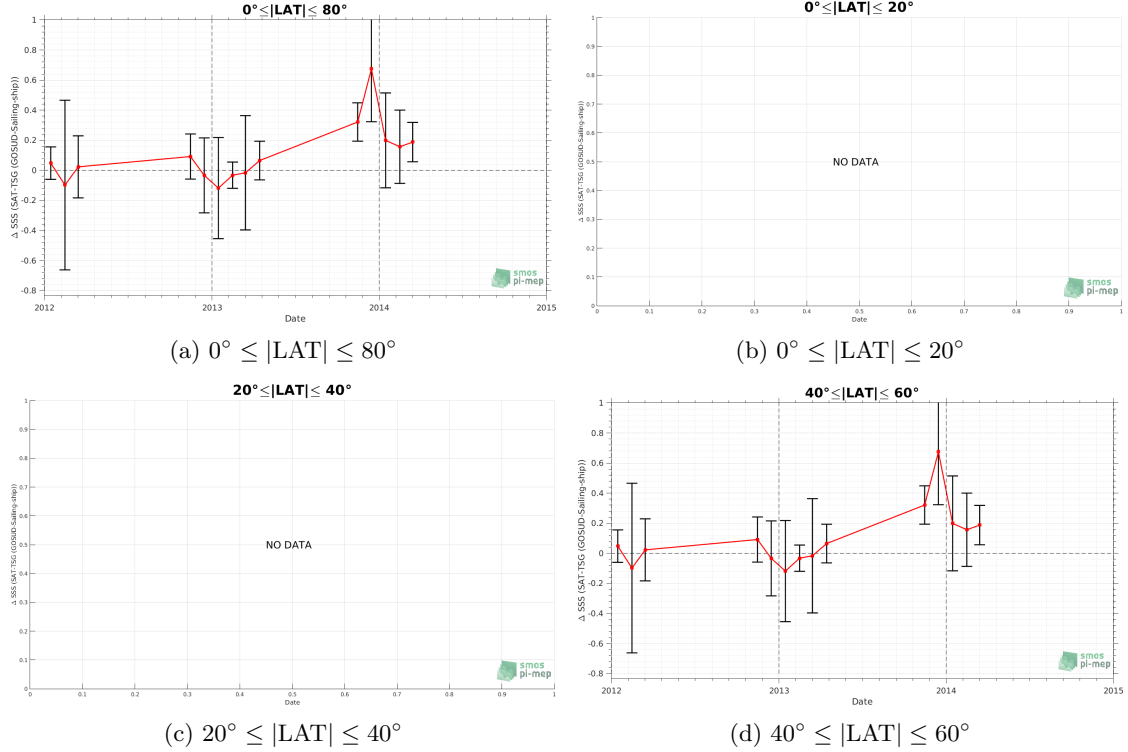 0°≤|LAT|≤ 80°
1
0.8
0.6
0.4
0.2
0
-0.2
-0.4
-0.6
-0.8
Δ SSS (SAT-TSG (GOSUD-Sailing-ship))
2012
2013
2014
2015
Date
smos
pi-mep
(a) 0° ≤ |LAT| ≤ 80°
0°≤|LAT|≤ 20°
1
0.9
0.8
0.7
0.6
0.5
0.4
0.3
0.2
0.1
0
Δ SSS (SAT-TSG (GOSUD-Sailing-ship))
NO DATA
0 0.1 0.2 0.3 0.4 0.5 0.6 0.7 0.8 0.9 1
Date
smos
pi-mep
(b) 0° ≤ |LAT| ≤ 20°
20°≤|LAT|≤ 40°
1
0.9
0.8
0.7
0.6
0.5
0.4
0.3
0.2
0.1
0
Δ SSS (SAT-TSG (GOSUD-Sailing-ship))
NO DATA
0 0.1 0.2 0.3 0.4 0.5 0.6 0.7 0.8 0.9 1
Date
smos
pi-mep
(c) 20° ≤ |LAT| ≤ 40°
40°≤|LAT|≤ 60°
1
0.8
0.6
0.4
0.2
0
-0.2
-0.4
-0.6
-0.8
Δ SSS (SAT-TSG (GOSUD-Sailing-ship))
2012
2013
2014
2015
Date
smos
pi-mep
(d) 40° ≤ |LAT| ≤ 60°